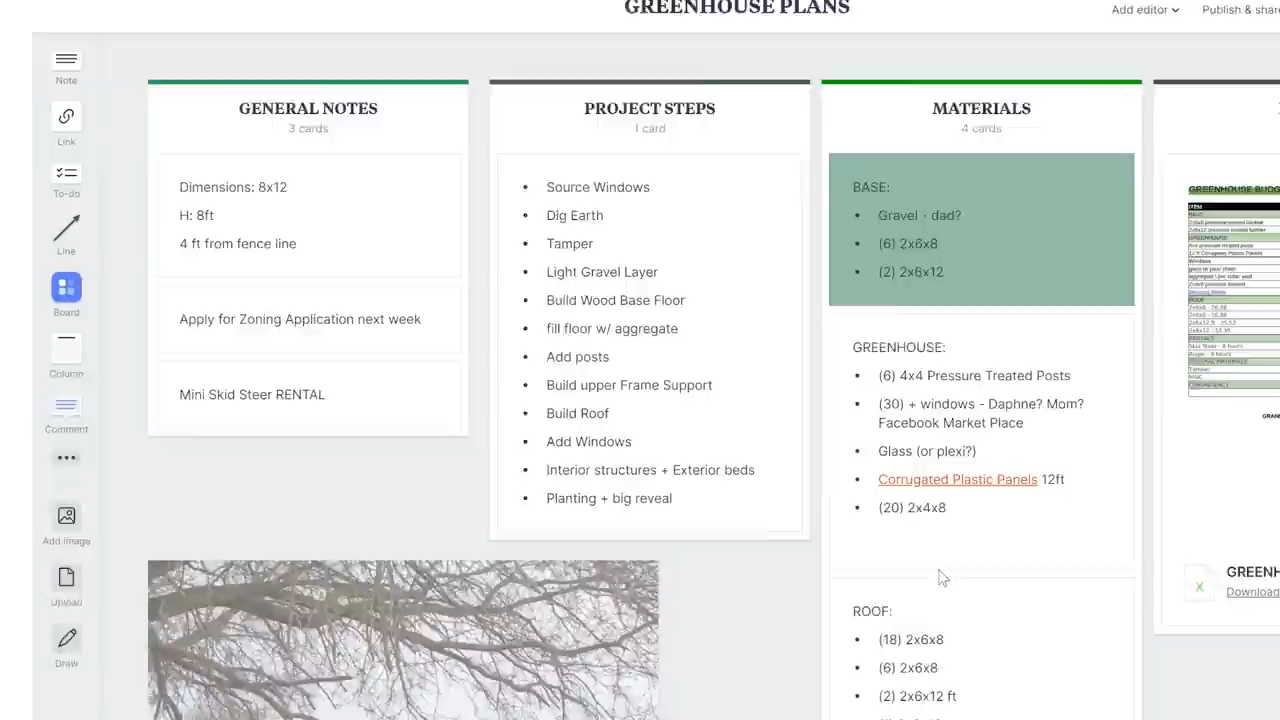 GREENHOUSE PLANS
Add editor
Publish & share
Note
Link
To-do
Line
Board
Column
Comment
Add image
Upload
Draw
GENERAL NOTES
3 cards
Dimensions: 8x12
H: 8ft
4 ft from fence line
Apply for Zoning Application next week
Mini Skid Steer RENTAL
PROJECT STEPS
1 card
• Source Windows
• Dig Earth
• Tamper
• Light Gravel Layer
• Build Wood Base Floor
• fill floor w/ aggregate
• Add posts
• Build upper Frame Support
• Build Roof
• Add Windows
• Interior structures + Exterior beds
• Planting + big reveal
MATERIALS
4 cards
BASE:
• Gravel - dad?
• (6) 2x6x8
• (2) 2x6x12
GREENHOUSE:
• (6) 4x4 Pressure Treated Posts
• (30) + windows - Daphne? Mom?
Facebook Market Place
• Glass (or plexi?)
• Corrugated Plastic Panels 12ft
• (20) 2x4x8
ROOF:
• (18) 2x6x8
• (6) 2x6x8
• (2) 2x6x12 ft
GREENHOUSE BUDG
ITEM
GREENHOUSE
Windows
ROOF
GREENH
Download